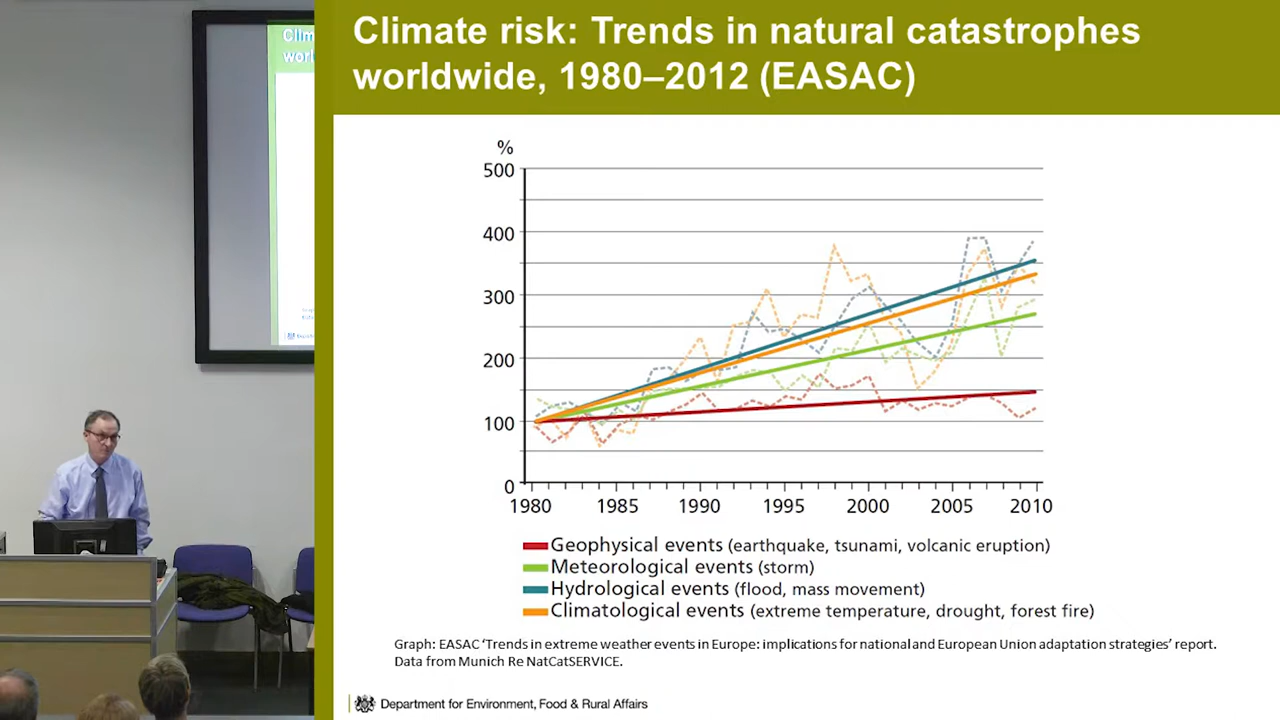 Clim
worl
Climate risk: Trends in natural catastrophes
worldwide, 1980–2012 (EASAC)
%
500
400
300
200
100
0
1980 1985 1990 1995 2000 2005 2010
Geophysical events (earthquake, tsunami, volcanic eruption)
Meteorological events (storm)
Hydrological events (flood, mass movement)
Climatological events (extreme temperature, drought, forest fire)
Graph: EASAC ‘Trends in extreme weather events in Europe: implications for national and European Union adaptation strategies’ report.
Data from Munich Re NatCatSERVICE.
Department for Environment, Food & Rural Affairs